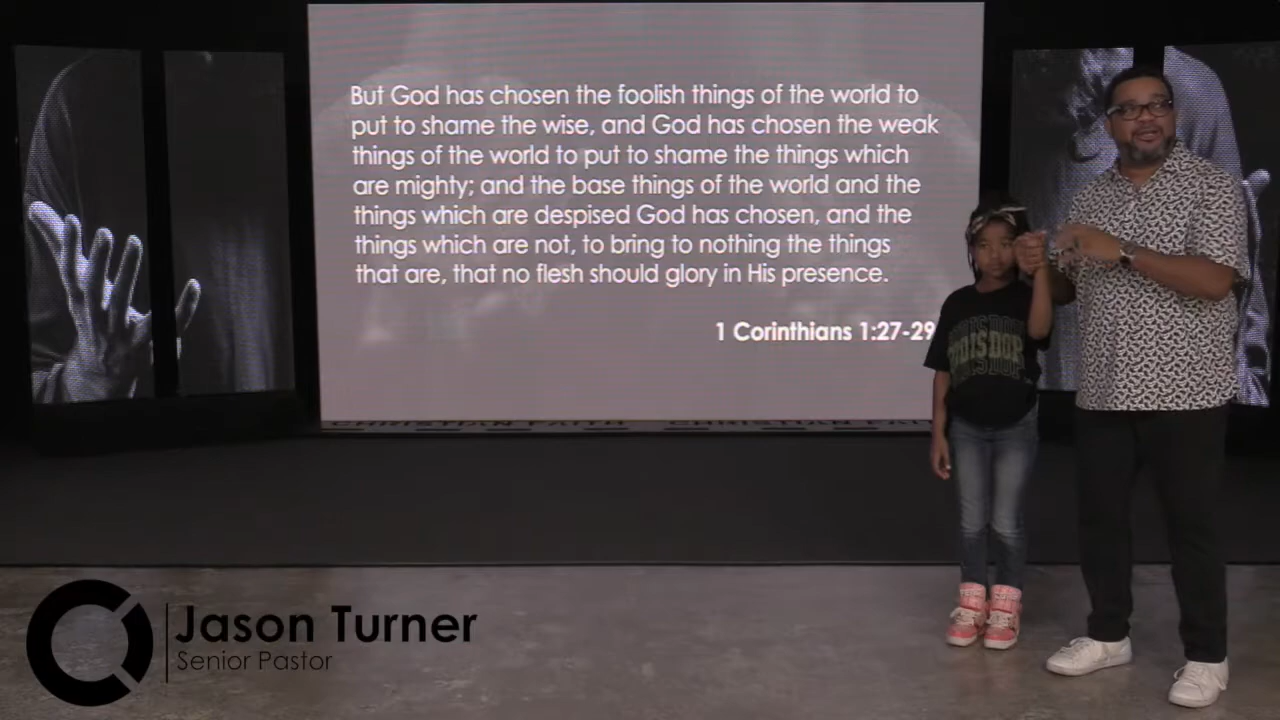 But God has chosen the foolish things of the world to
put to shame the wise, and God has chosen the weak
things of the world to put to shame the things which
are mighty; and the base things of the world and the
things which are despised God has chosen, and the
things which are not, to bring to nothing the things
that are, that no flesh should glory in His presence.
1 Corinthians 1:27-29
CHRISTIAN FAITH CHRISTIAN
Jason Turner
Senior Pastor